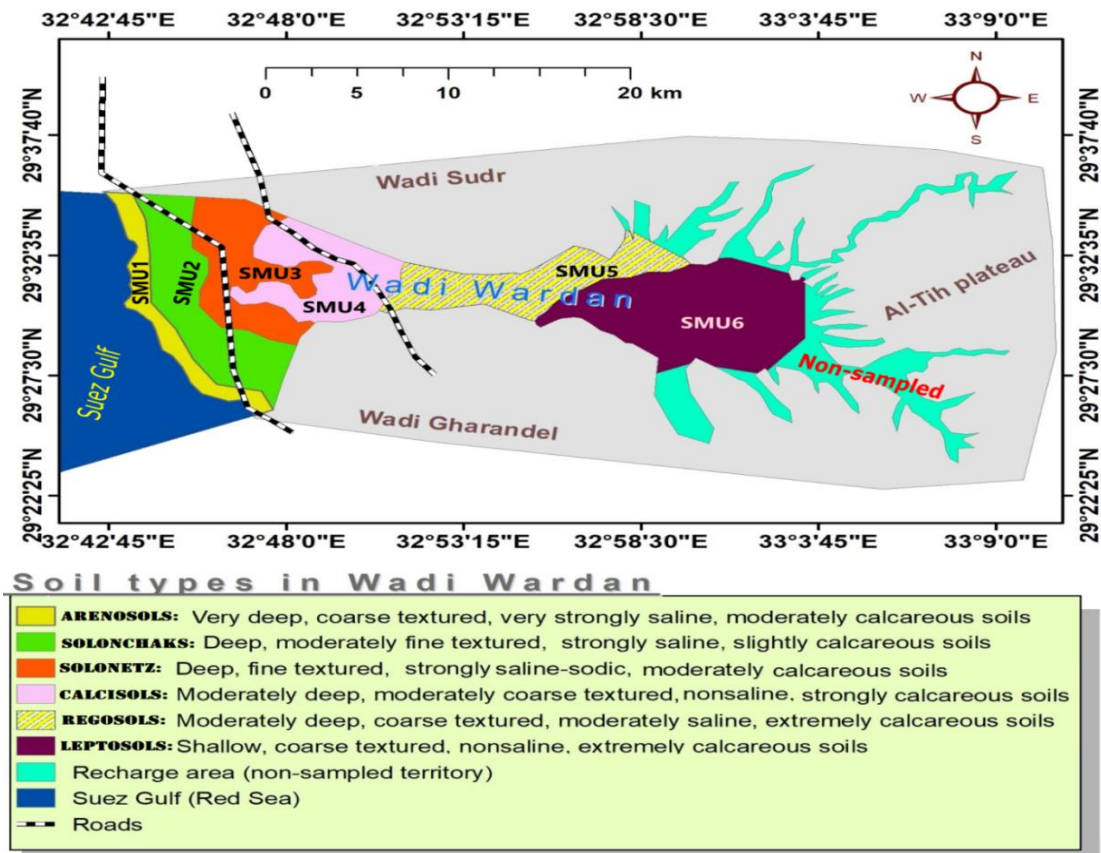 32°42'45"E 32°48'0"E 32°53'15"E 32°58'30"E 33°3'45"E 33°9'0"E
N
W E
S
0 5 10 20 km
29°37'40"N 29°37'40"N
29°32'35"N 29°32'35"N
29°27'30"N 29°27'30"N
29°22'25"N 29°22'25"N
Wadi Sudr
SMU1
SMU2
SMU3
SMU4
SMU5
SMU6
Wadi Wardan
Al-Tih plateau
Non-sampled
Suez Gulf
Wadi Gharandel
32°42'45"E 32°48'0"E 32°53'15"E 32°58'30"E 33°3'45"E 33°9'0"E
Soil types in Wadi Wardan
ARENOSOLS: Very deep, coarse textured, very strongly saline, moderately calcareous soils
SOLONCHAKS: Deep, moderately fine textured, strongly saline, slightly calcareous soils
SOLONETZ: Deep, fine textured, strongly saline-sodic, moderately calcareous soils
CALCISOLS: Moderately deep, moderately coarse textured, nonsaline, strongly calcareous soils
REGOSOLS: Moderately deep, coarse textured, moderately saline, extremely calcareous soils
LEPTOSOLS: Shallow, coarse textured, nonsaline, extremely calcareous soils
Recharge area (non-sampled territory)
Suez Gulf (Red Sea)
Roads